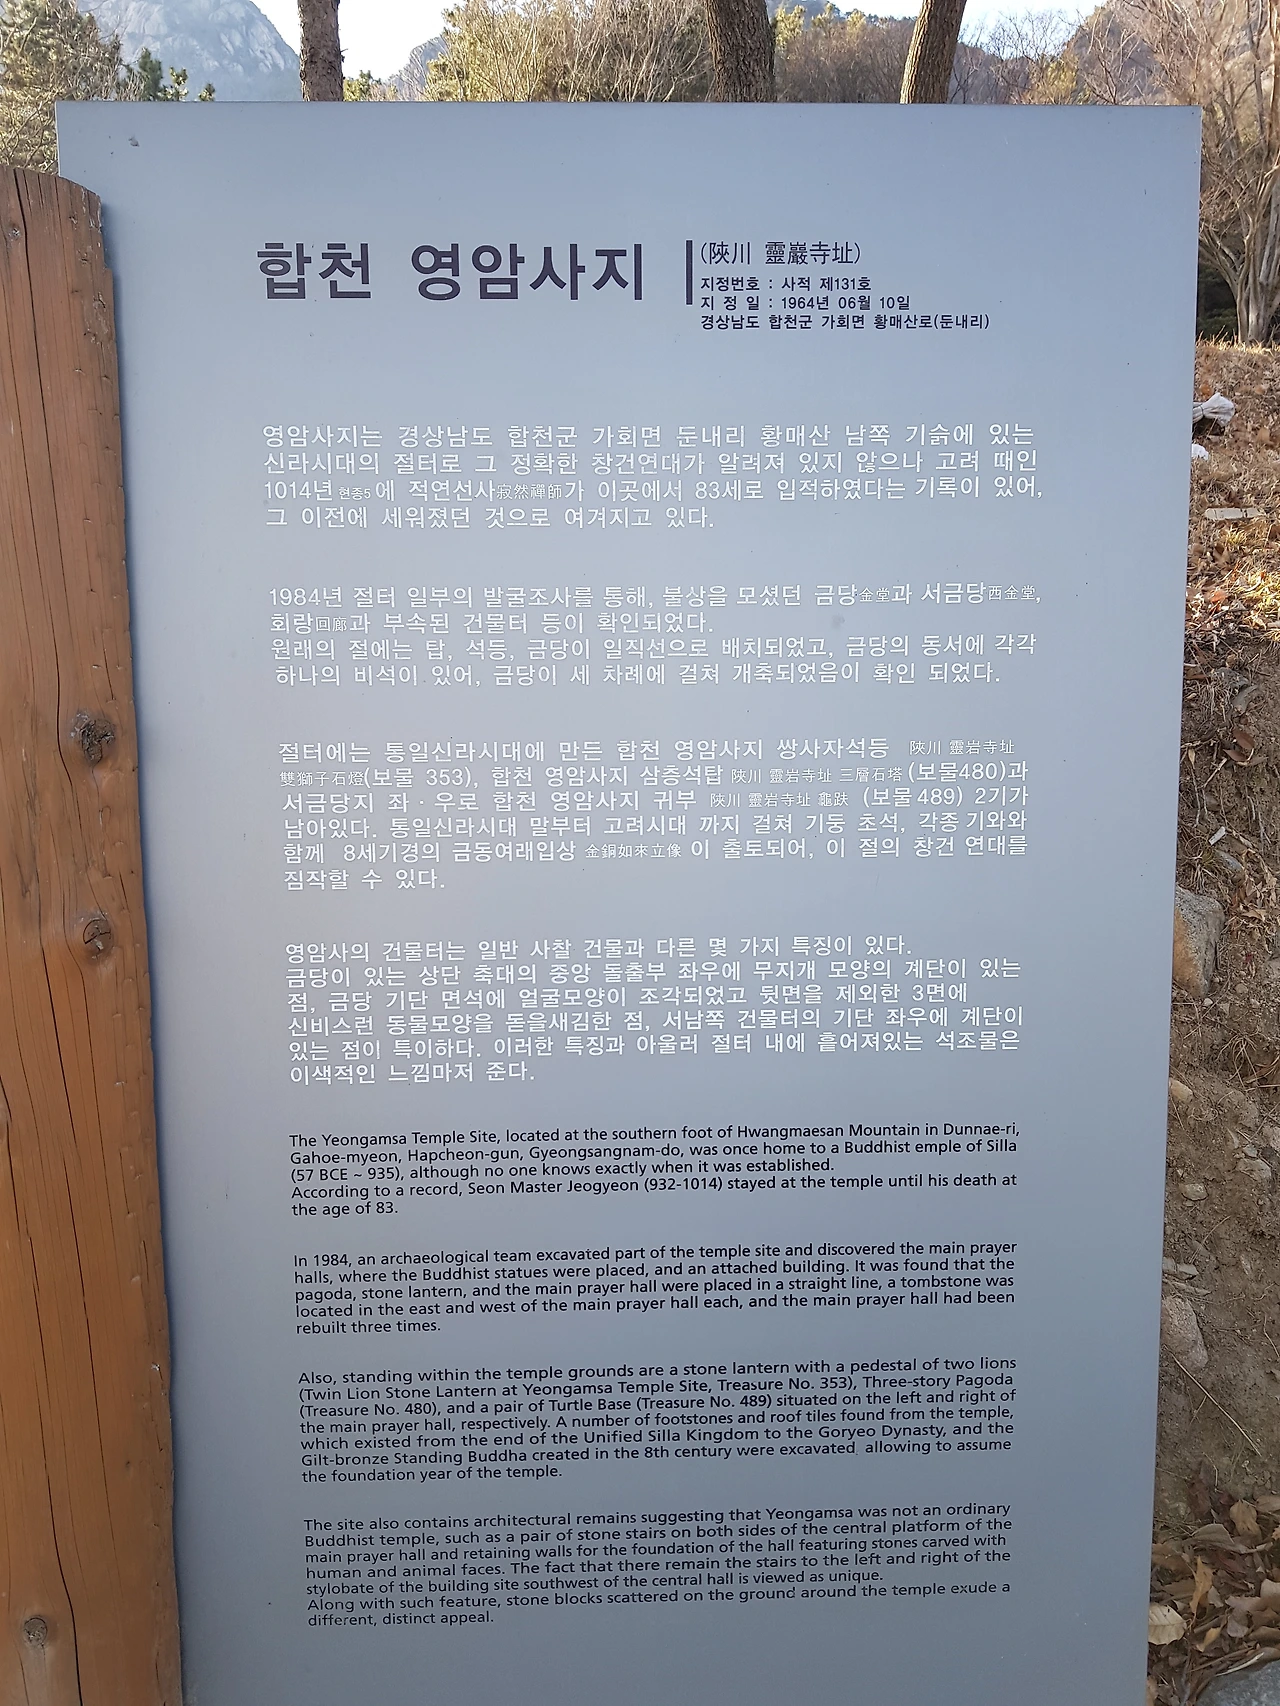 합천 영암사지
(陜川 靈巖寺址)
지정번호 : 사적 제131호
지 정 일 : 1964년 06월 10일
경상남도 합천군 가회면 황매산로(둔내리)
영암사지는 경상남도 합천군 가회면 둔내리 황매산 남쪽 기슭에 있는
신라시대의 절터로 그 정확한 창건연대가 알려져 있지 않으나 고려 때인
1014년 현종5에 적연선사寂然禪師가 이곳에서 83세로 입적하였다는 기록이 있어,
그 이전에 세워졌던 것으로 여겨지고 있다.
1984년 절터 일부의 발굴조사를 통해, 불상을 모셨던 금당金堂과 서금당西金堂,
회랑回廊과 부속된 건물터 등이 확인되었다.
원래의 절에는 탑, 석등, 금당이 일직선으로 배치되었고, 금당의 동서에 각각
하나의 비석이 있어, 금당이 세 차례에 걸쳐 개축되었음이 확인 되었다.
절터에는 통일신라시대에 만든 합천 영암사지 쌍사자석등 陜川 靈岩寺址
雙獅子石燈(보물 353), 합천 영암사지 삼층석탑 陜川 靈岩寺址 三層石塔 (보물480)과
서금당지 좌·우로 합천 영암사지 귀부 陜川 靈岩寺址 龜趺 (보물489) 2기가
남아있다. 통일신라시대 말부터 고려시대 까지 걸쳐 기둥 초석, 각종 기와와
함께 8세기경의 금동여래입상 金銅如來立像 이 출토되어, 이 절의 창건 연대를
짐작할 수 있다.
영암사의 건물터는 일반 사찰 건물과 다른 몇 가지 특징이 있다.
금당이 있는 상단 축대의 중앙 돌출부 좌우에 무지개 모양의 계단이 있는
점, 금당 기단 면석에 얼굴모양이 조각되었고 뒷면을 제외한 3면에
신비스런 동물모양을 돋을새김한 점, 서남쪽 건물터의 기단 좌우에 계단이
있는 점이 특이하다. 이러한 특징과 아울러 절터 내에 흩어져있는 석조물은
이색적인 느낌마저 준다.
The Yeongamsa Temple Site, located at the southern foot of Hwangmaesan Mountain in Dunnae-ri,
Gahoe-myeon, Hapcheon-gun, Gyeongsangnam-do, was once home to a Buddhist emple of Silla
(57 BCE ~ 935), although no one knows exactly when it was established.
According to a record, Seon Master Jeogyeon (932-1014) stayed at the temple until his death at
the age of 83.
In 1984, an archaeological team excavated part of the temple site and discovered the main prayer
halls, where the Buddhist statues were placed, and an attached building. It was found that the
pagoda, stone lantern, and the main prayer hall were placed in a straight line, a tombstone was
located in the east and west of the main prayer hall each, and the main prayer hall had been
rebuilt three times.
Also, standing within the temple grounds are a stone lantern with a pedestal of two lions
(Twin Lion Stone Lantern at Yeongamsa Temple Site, Treasure No. 353), Three-story Pagoda
(Treasure No. 480), and a pair of Turtle Base (Treasure No. 489) situated on the left and right of
the main prayer hall, respectively. A number of footstones and roof tiles found from the temple,
which existed from the end of the Unified Silla Kingdom to the Goryeo Dynasty, and the
Gilt-bronze Standing Buddha created in the 8th century were excavated, allowing to assume
the foundation year of the temple.
The site also contains architectural remains suggesting that Yeongamsa was not an ordinary
Buddhist temple, such as a pair of stone stairs on both sides of the central platform of the
main prayer hall and retaining walls for the foundation of the hall featuring stones carved with
human and animal faces. The fact that there remain the stairs to the left and right of the
stylobate of the building site southwest of the central hall is viewed as unique.
Along with such feature, stone blocks scattered on the ground around the temple exude a
different, distinct appeal.